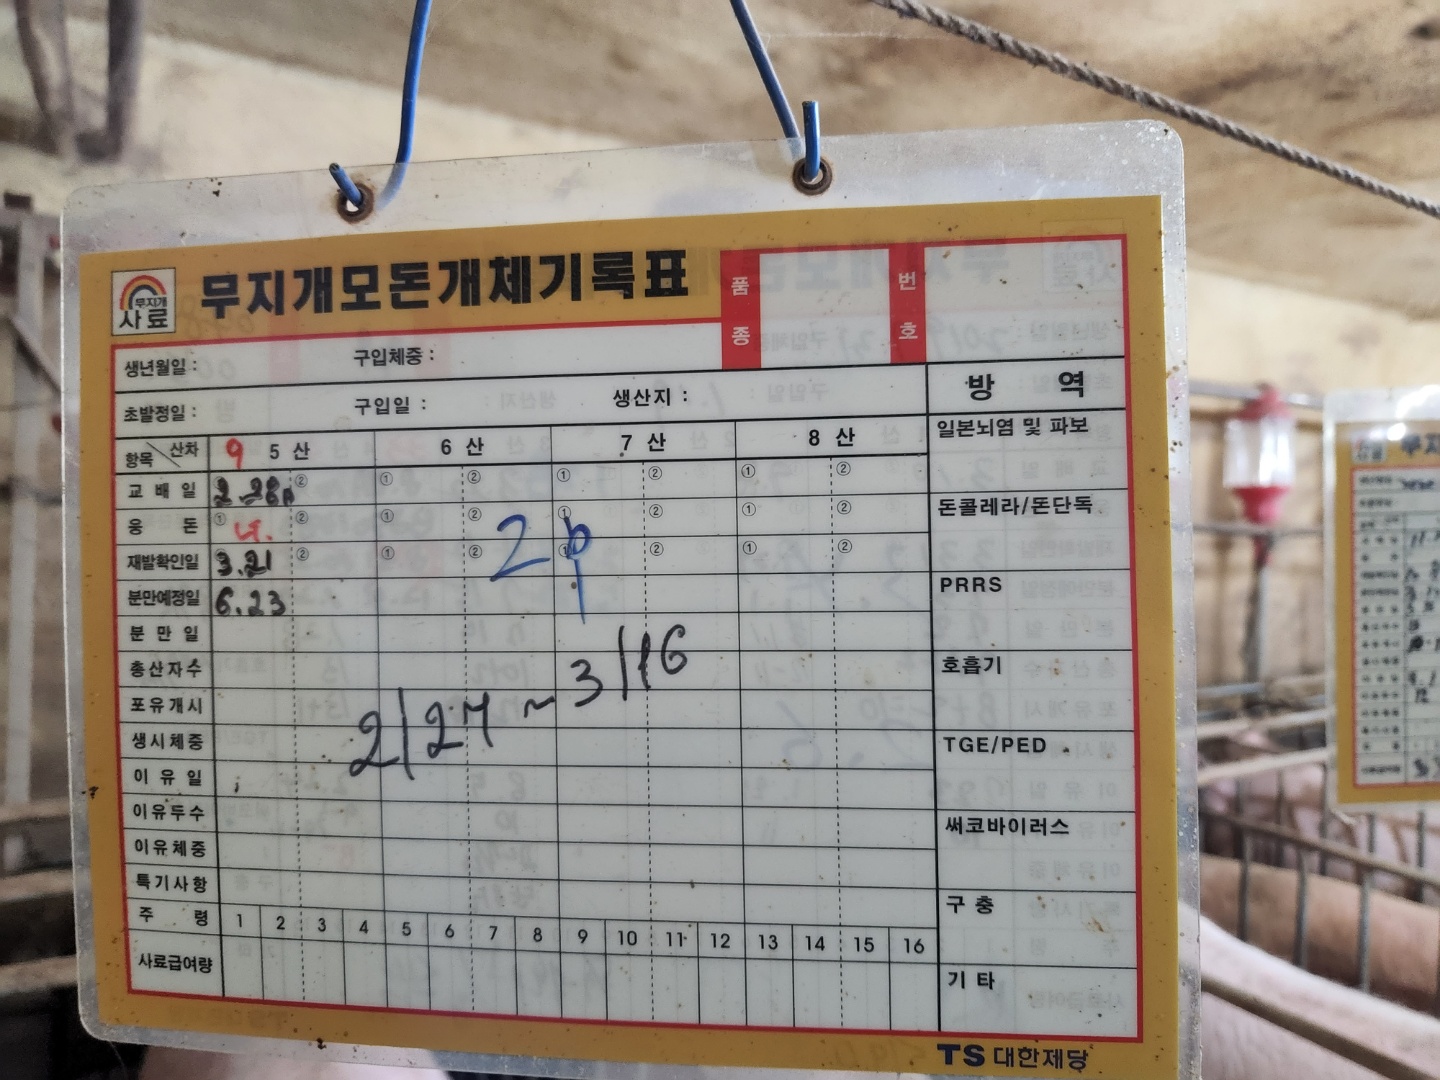 무지개
사료
무지개모돈개체기록표
품종
번호
생년월일 :
구입체중 :
초발정일 :
구입일 :
생산지 :
방 역
항목 산차 9 5 산 6 산 7 산 8 산
교 배 일 2.28A ② ① ② ① ② ① ②
웅 돈 ① ② ① ② ① ② ① ②
재발확인일 3.21 ② ① ② ① ② ① ②
분만예정일 6.23
분 만 일
총산자수
포유개시
생시체중
이 유 일
이유두수
이유체중
특기사항
2/27 ~ 3/16
주 령 1 2 3 4 5 6 7 8 9 10 11 12 13 14 15 16
사료급여량
일본뇌염 및 파보
돈콜레라/돈단독
PRRS
호흡기
TGE/PED
써코바이러스
구 충
기 타
TS 대한제당